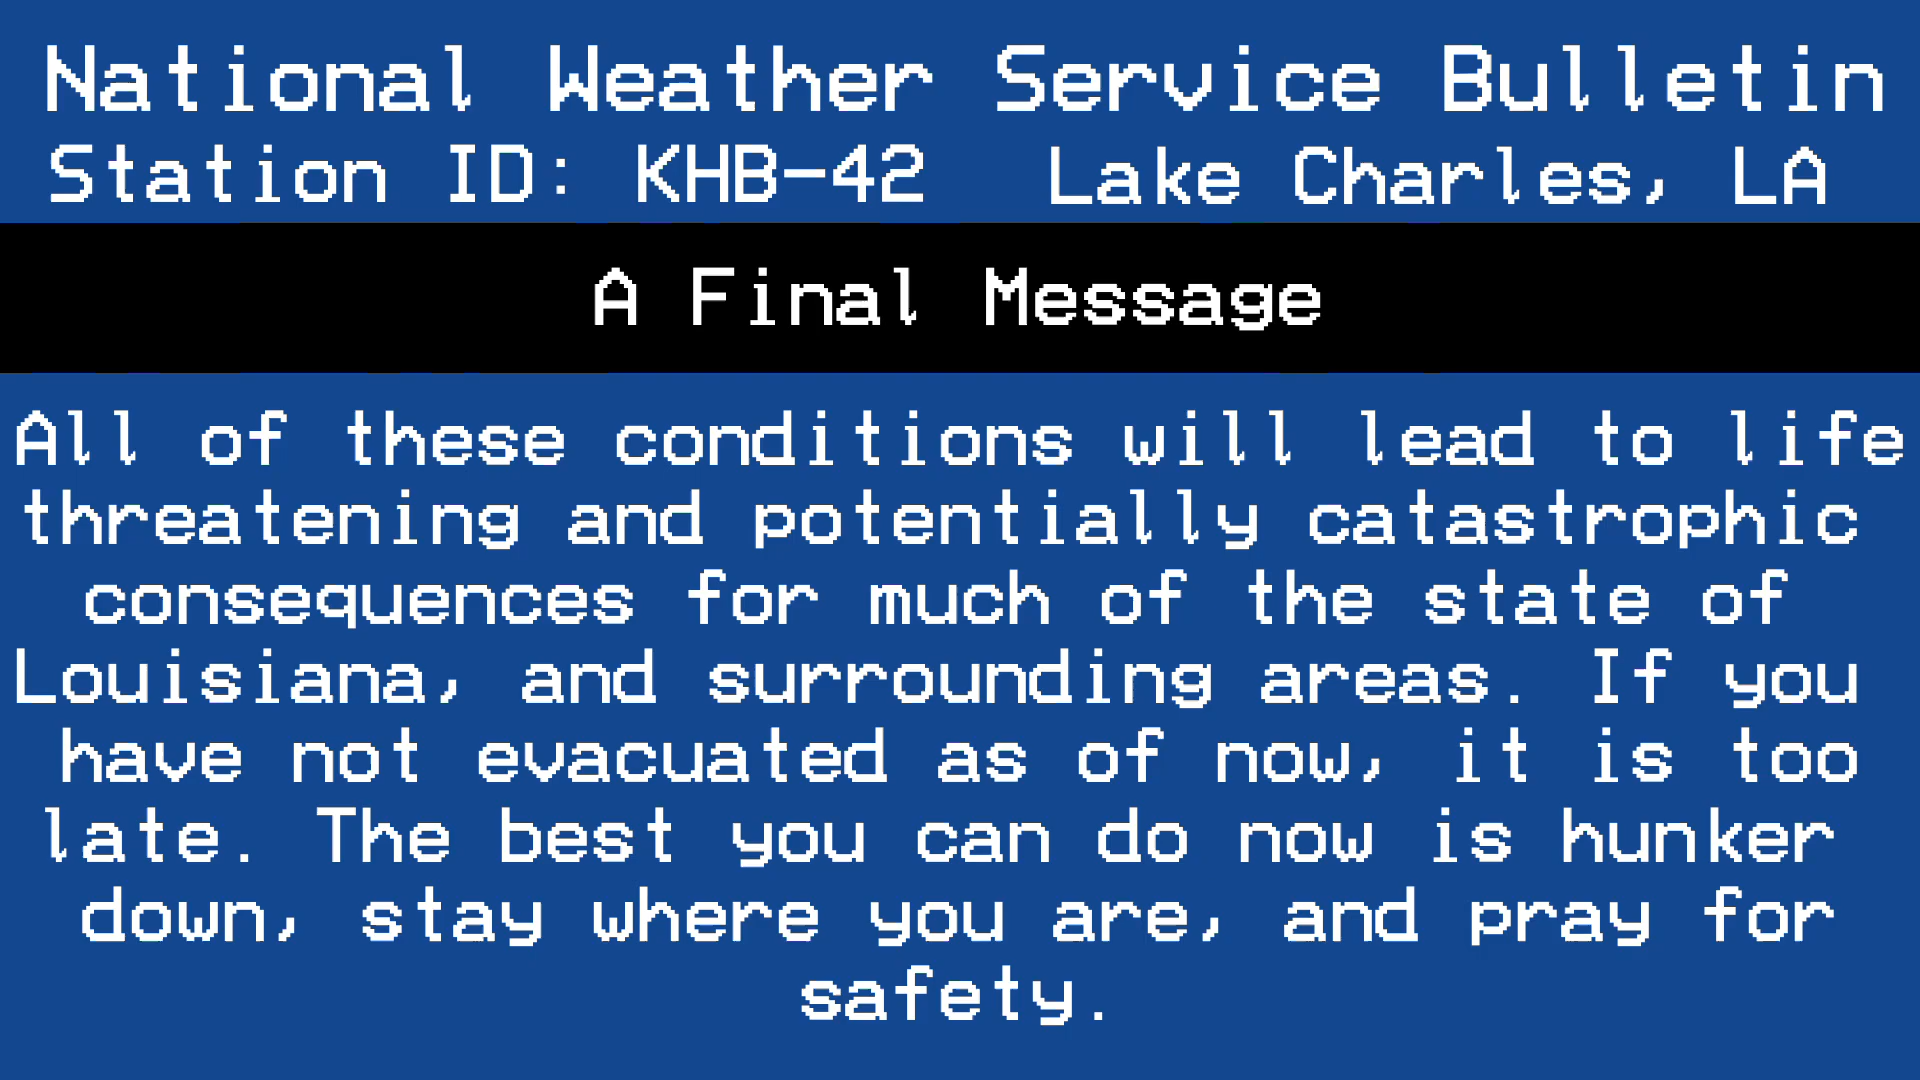 National Weather Service Bulletin
Station ID: KHB-42 Lake Charles, LA
A Final Message
All of these conditions will lead to life
threatening and potentially catastrophic
consequences for much of the state of
Louisiana, and surrounding areas. If you
have not evacuated as of now, it is too
late. The best you can do now is hunker
down, stay where you are, and pray for
safety.